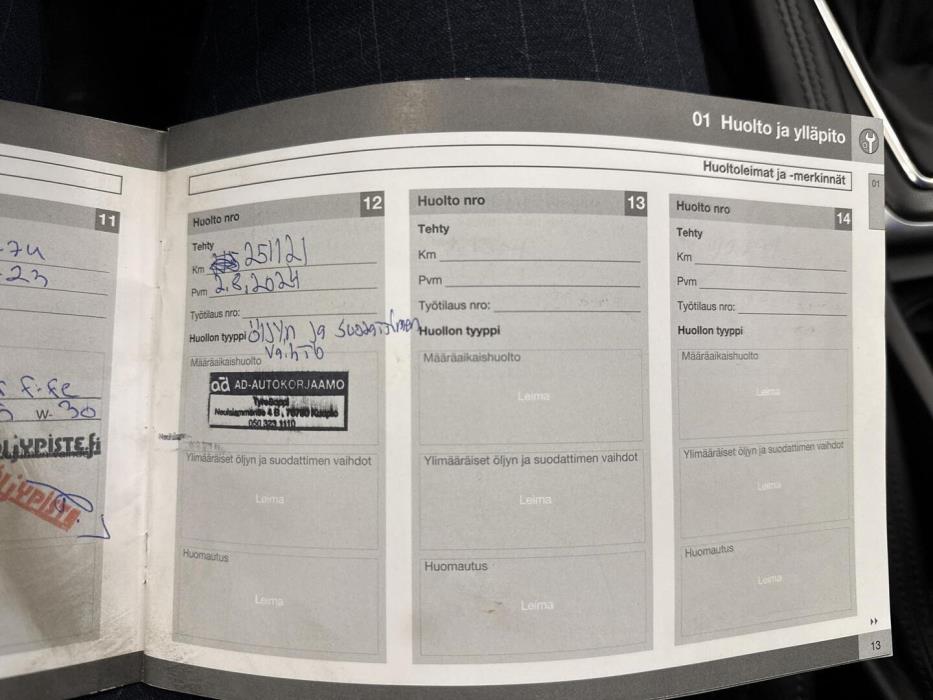 01 Huolto ja ylläpito
Huoltoleimat ja -merkinnät
01
11
-74
-23
W-30
ÖLJYPISTE.fi
12
Huolto nro
Tehty
Km 251121
Pvm 2.8.2024
Työtilaus nro:
Huollon tyyppi öljyn ja suodattimen
vaihto
Määräaikaishuolto
ad AD-AUTOKORJAAMO
Neulaniementie 4 B, 70780 Kuopio
050 323 1110
Ylimääräiset öljyn ja suodattimen vaihdot
Leima
Huomautus
Leima
Huolto nro 13
Tehty
Km
Pvm
Työtilaus nro:
Huollon tyyppi
Määräaikaishuolto
Leima
Ylimääräiset öljyn ja suodattimen vaihdot
Leima
Huomautus
Leima
Huolto nro 14
Tehty
Km
Pvm
Työtilaus nro:
Huollon tyyppi
Määräaikaishuolto
Leima
Ylimääräiset öljyn ja suodattimen vaihdot
Leima
Huomautus
Leima
13